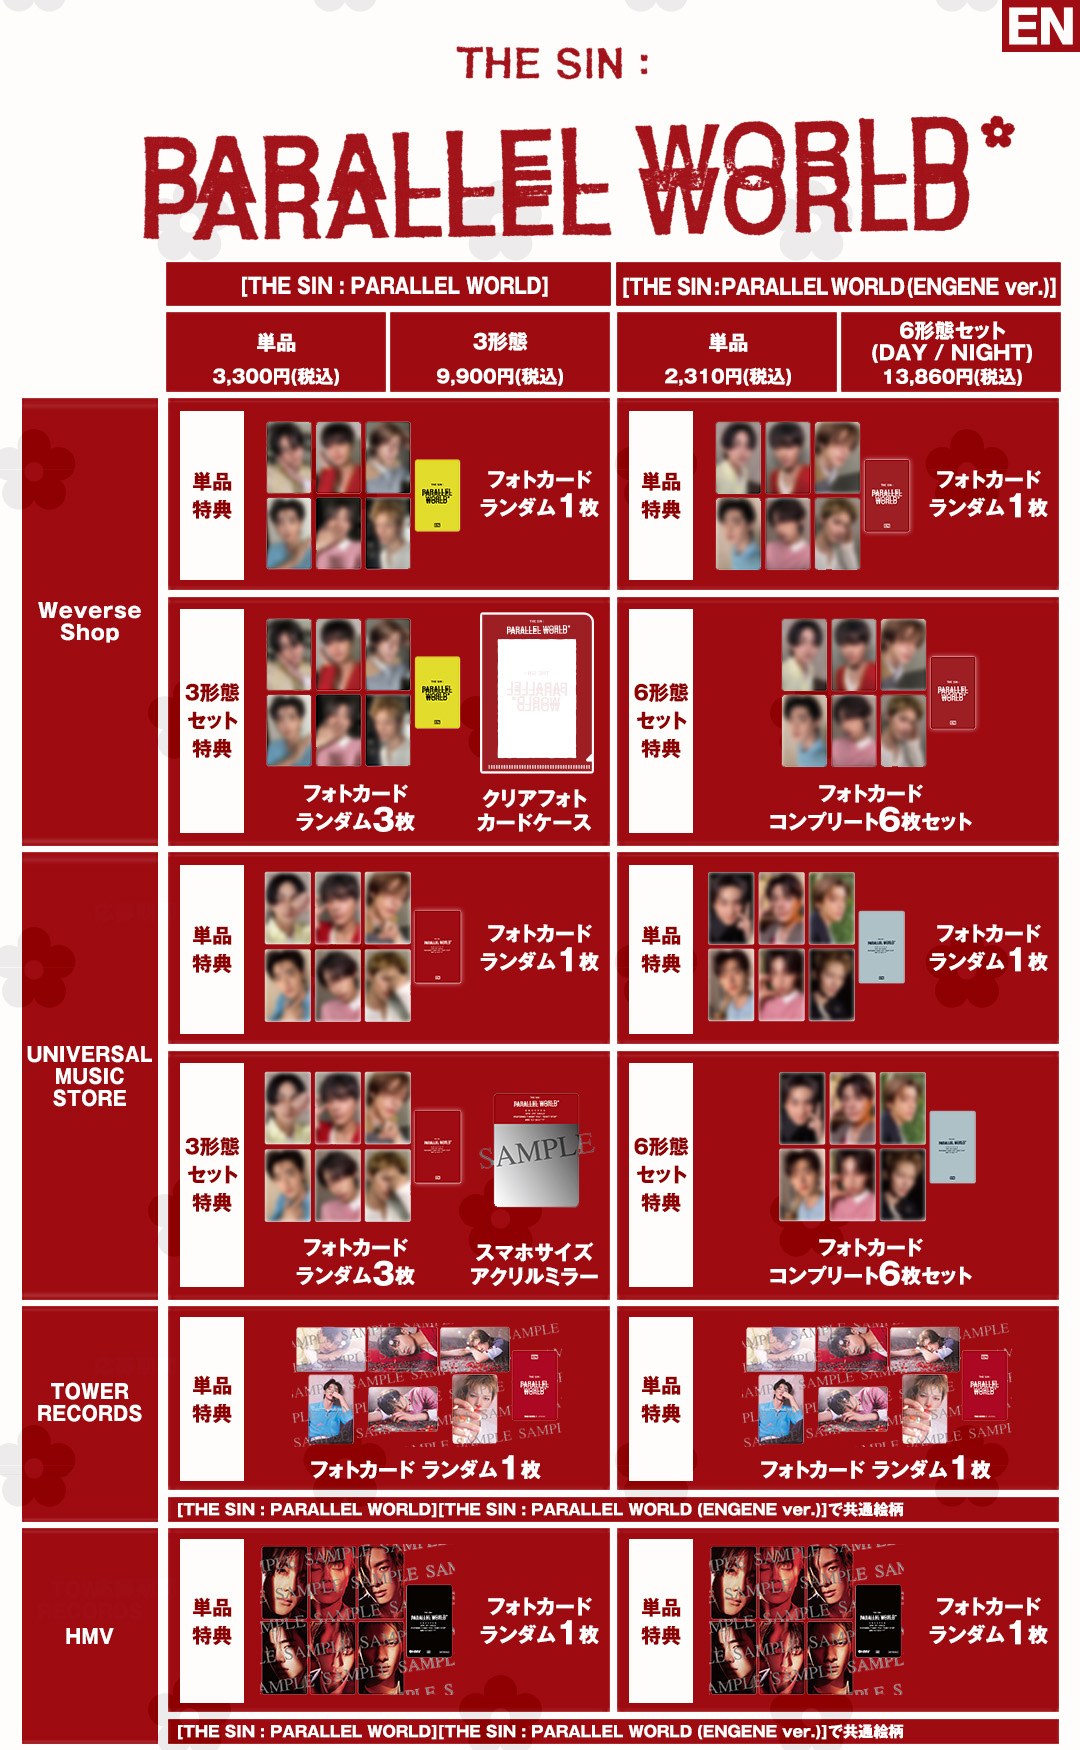 EN
THE SIN :
PARALLEL WORLD*
[THE SIN : PARALLEL WORLD]
[THE SIN : PARALLEL WORLD (ENGENE ver.)]
単品
3,300円(税込)
3形態
9,900円(税込)
単品
2,310円(税込)
6形態セット
(DAY / NIGHT)
13,860円(税込)
Weverse
Shop
単品
特典
フォトカード
ランダム1枚
単品
特典
フォトカード
ランダム1枚
3形態
セット
特典
フォトカード
ランダム3枚
THE SIN :
PARALLEL WORLD*
クリアフォト
カードケース
6形態
セット
特典
フォトカード
コンプリート6枚セット
UNIVERSAL
MUSIC
STORE
単品
特典
フォトカード
ランダム1枚
単品
特典
フォトカード
ランダム1枚
3形態
セット
特典
フォトカード
ランダム3枚
PARALLEL WORLD*
SAMPLE
スマホサイズ
アクリルミラー
6形態
セット
特典
フォトカード
コンプリート6枚セット
TOWER
RECORDS
単品
特典
フォトカード ランダム1枚
単品
特典
フォトカード ランダム1枚
[THE SIN : PARALLEL WORLD][THE SIN : PARALLEL WORLD (ENGENE ver.)]で共通絵柄
HMV
単品
特典
フォトカード
ランダム1枚
単品
特典
フォトカード
ランダム1枚
[THE SIN : PARALLEL WORLD][THE SIN : PARALLEL WORLD (ENGENE ver.)]で共通絵柄